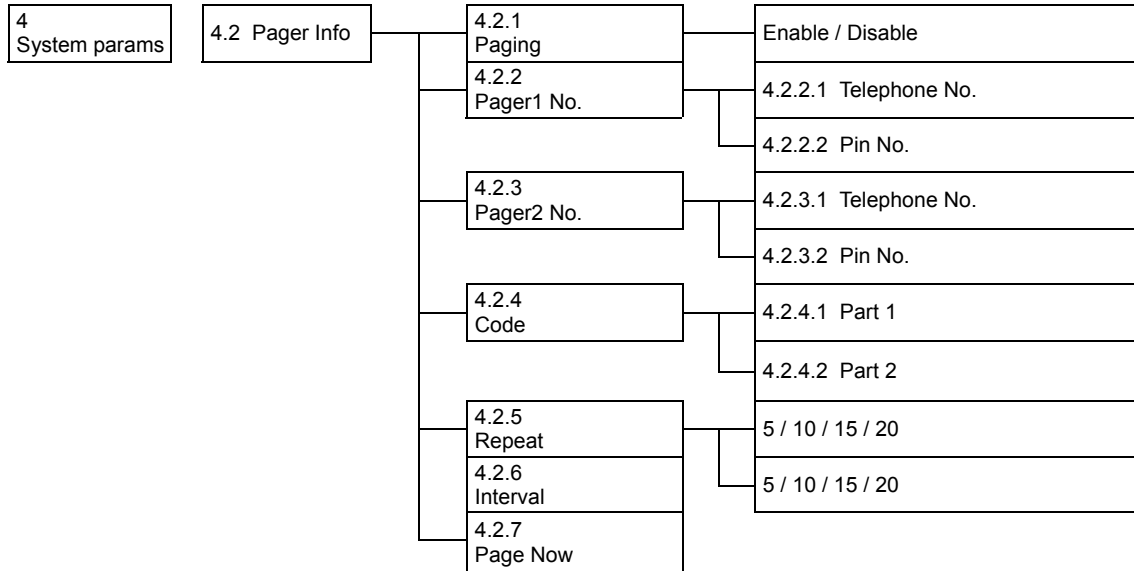 4
System params
4.2 Pager Info
4.2.1
Paging
Enable / Disable
4.2.2
Pager1 No.
4.2.2.1 Telephone No.
4.2.2.2 Pin No.
4.2.3
Pager2 No.
4.2.3.1 Telephone No.
4.2.3.2 Pin No.
4.2.4
Code
4.2.4.1 Part 1
4.2.4.2 Part 2
4.2.5
Repeat
5 / 10 / 15 / 20
4.2.6
Interval
5 / 10 / 15 / 20
4.2.7
Page Now